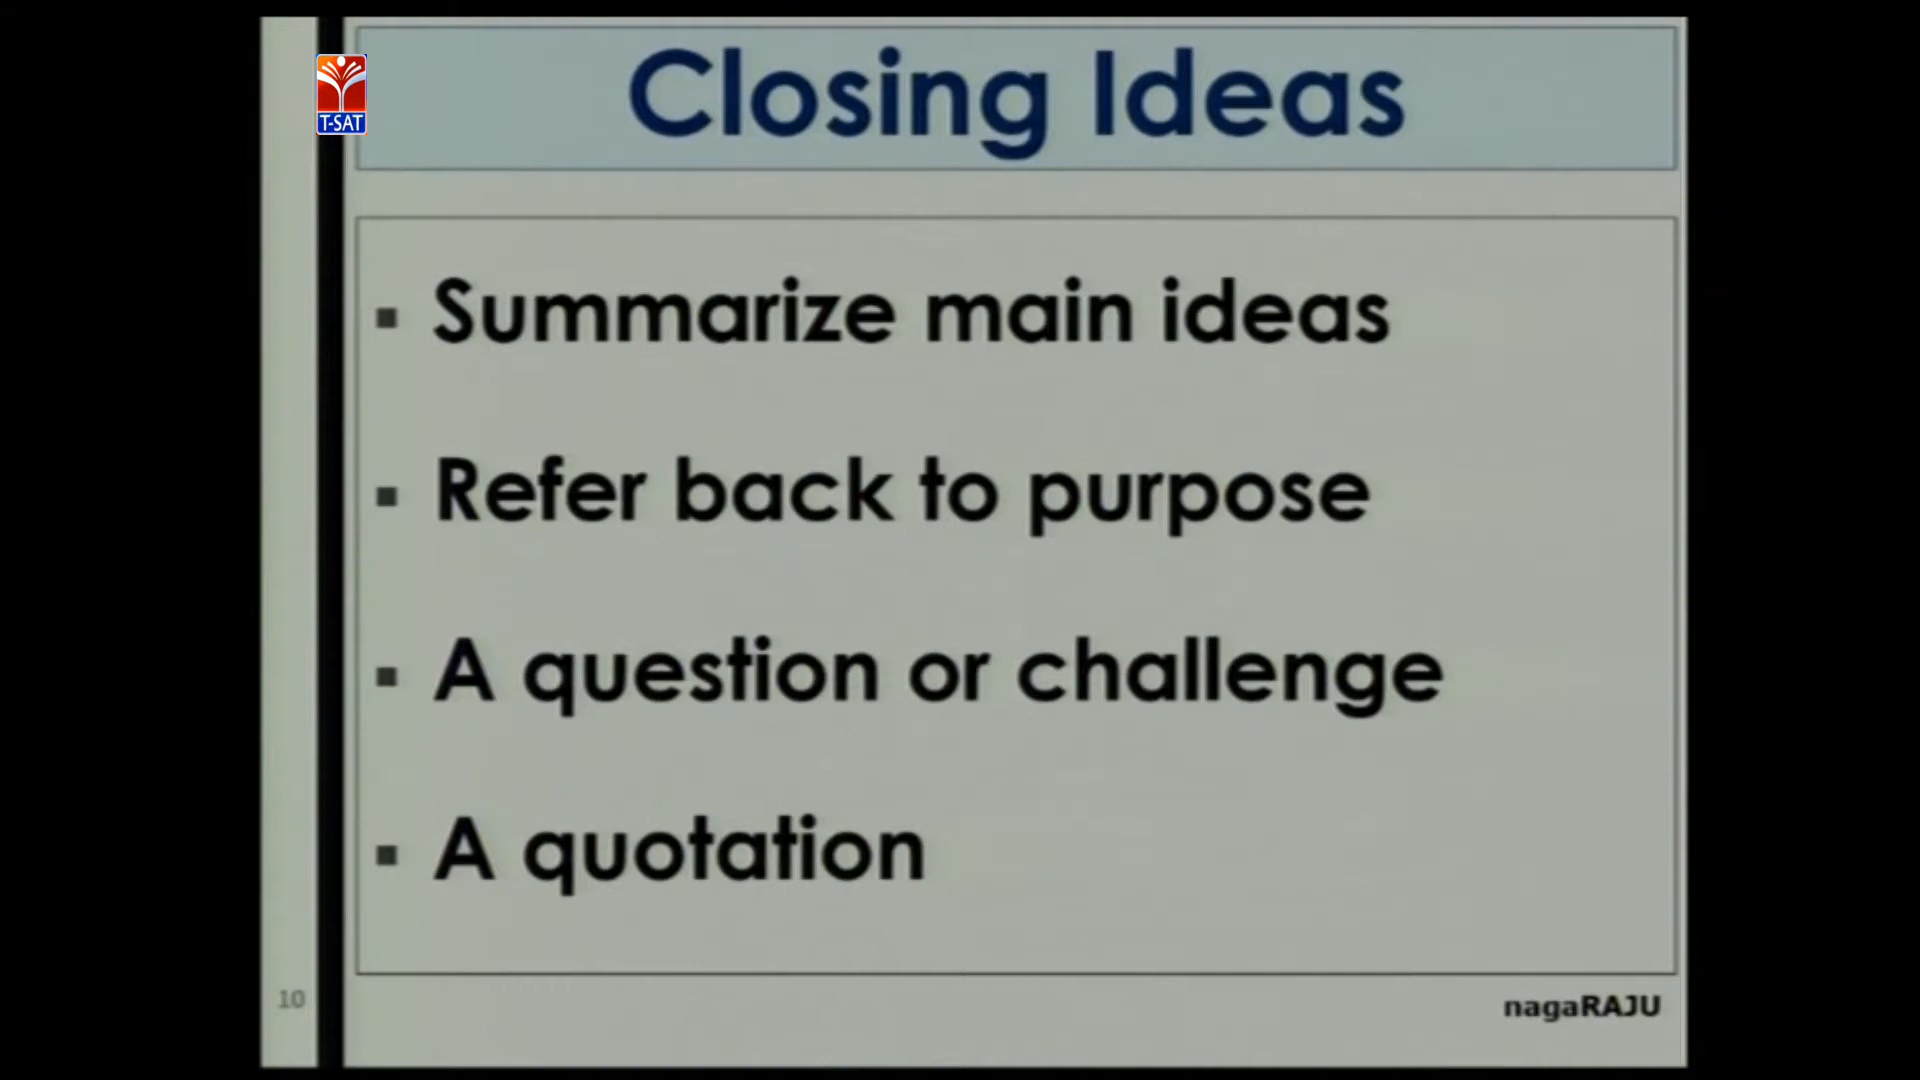 T-SAT
Closing Ideas
Summarize main ideas
Refer back to purpose
A question or challenge
A quotation
10
nagaRAJU